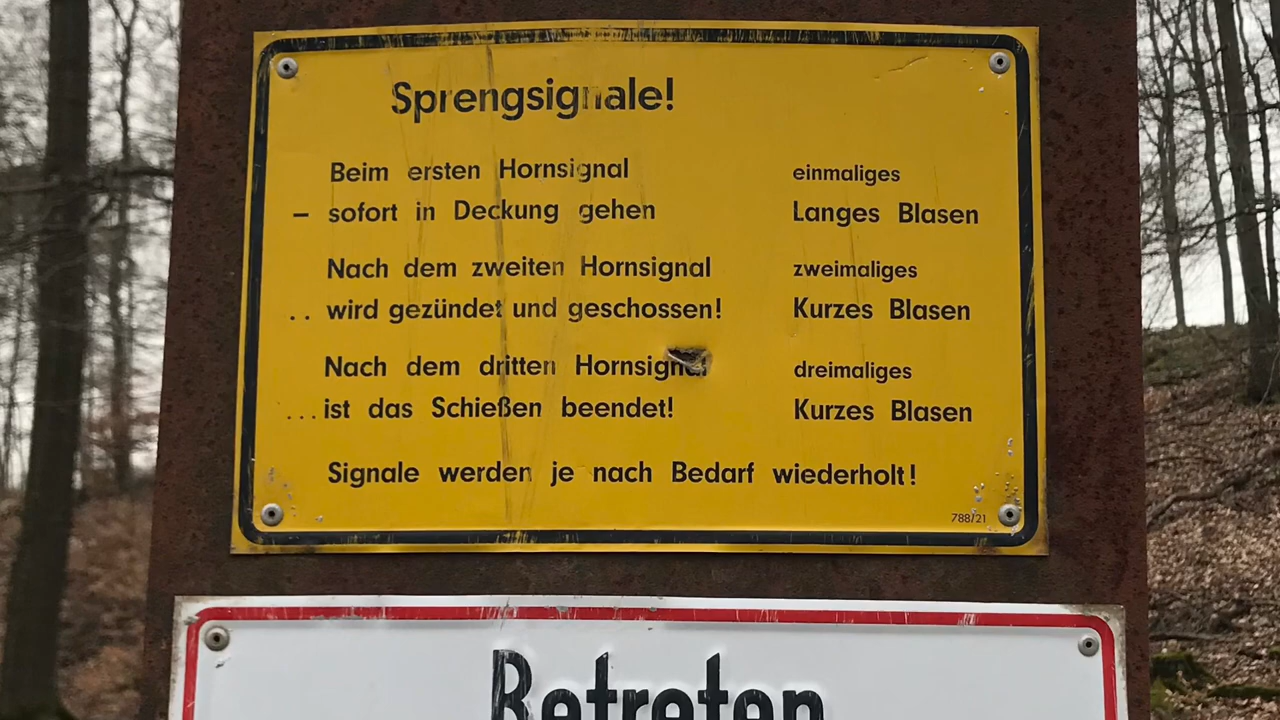 Sprengsignale!
Beim ersten Hornsignal einmaliges
– sofort in Deckung gehen Langes Blasen
Nach dem zweiten Hornsignal zweimaliges
.. wird gezündet und geschossen! Kurzes Blasen
Nach dem dritten Hornsignal dreimaliges
...ist das Schießen beendet! Kurzes Blasen
Signale werden je nach Bedarf wiederholt!
788/21
Betreten